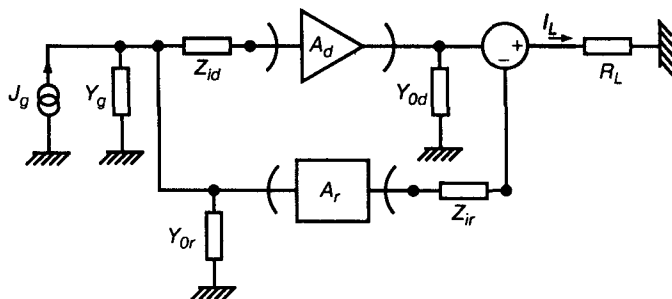 J_g
Y_g
Z_id
A_d
Y_0d
+
−
I_L
R_L
Y_0r
A_r
Z_ir